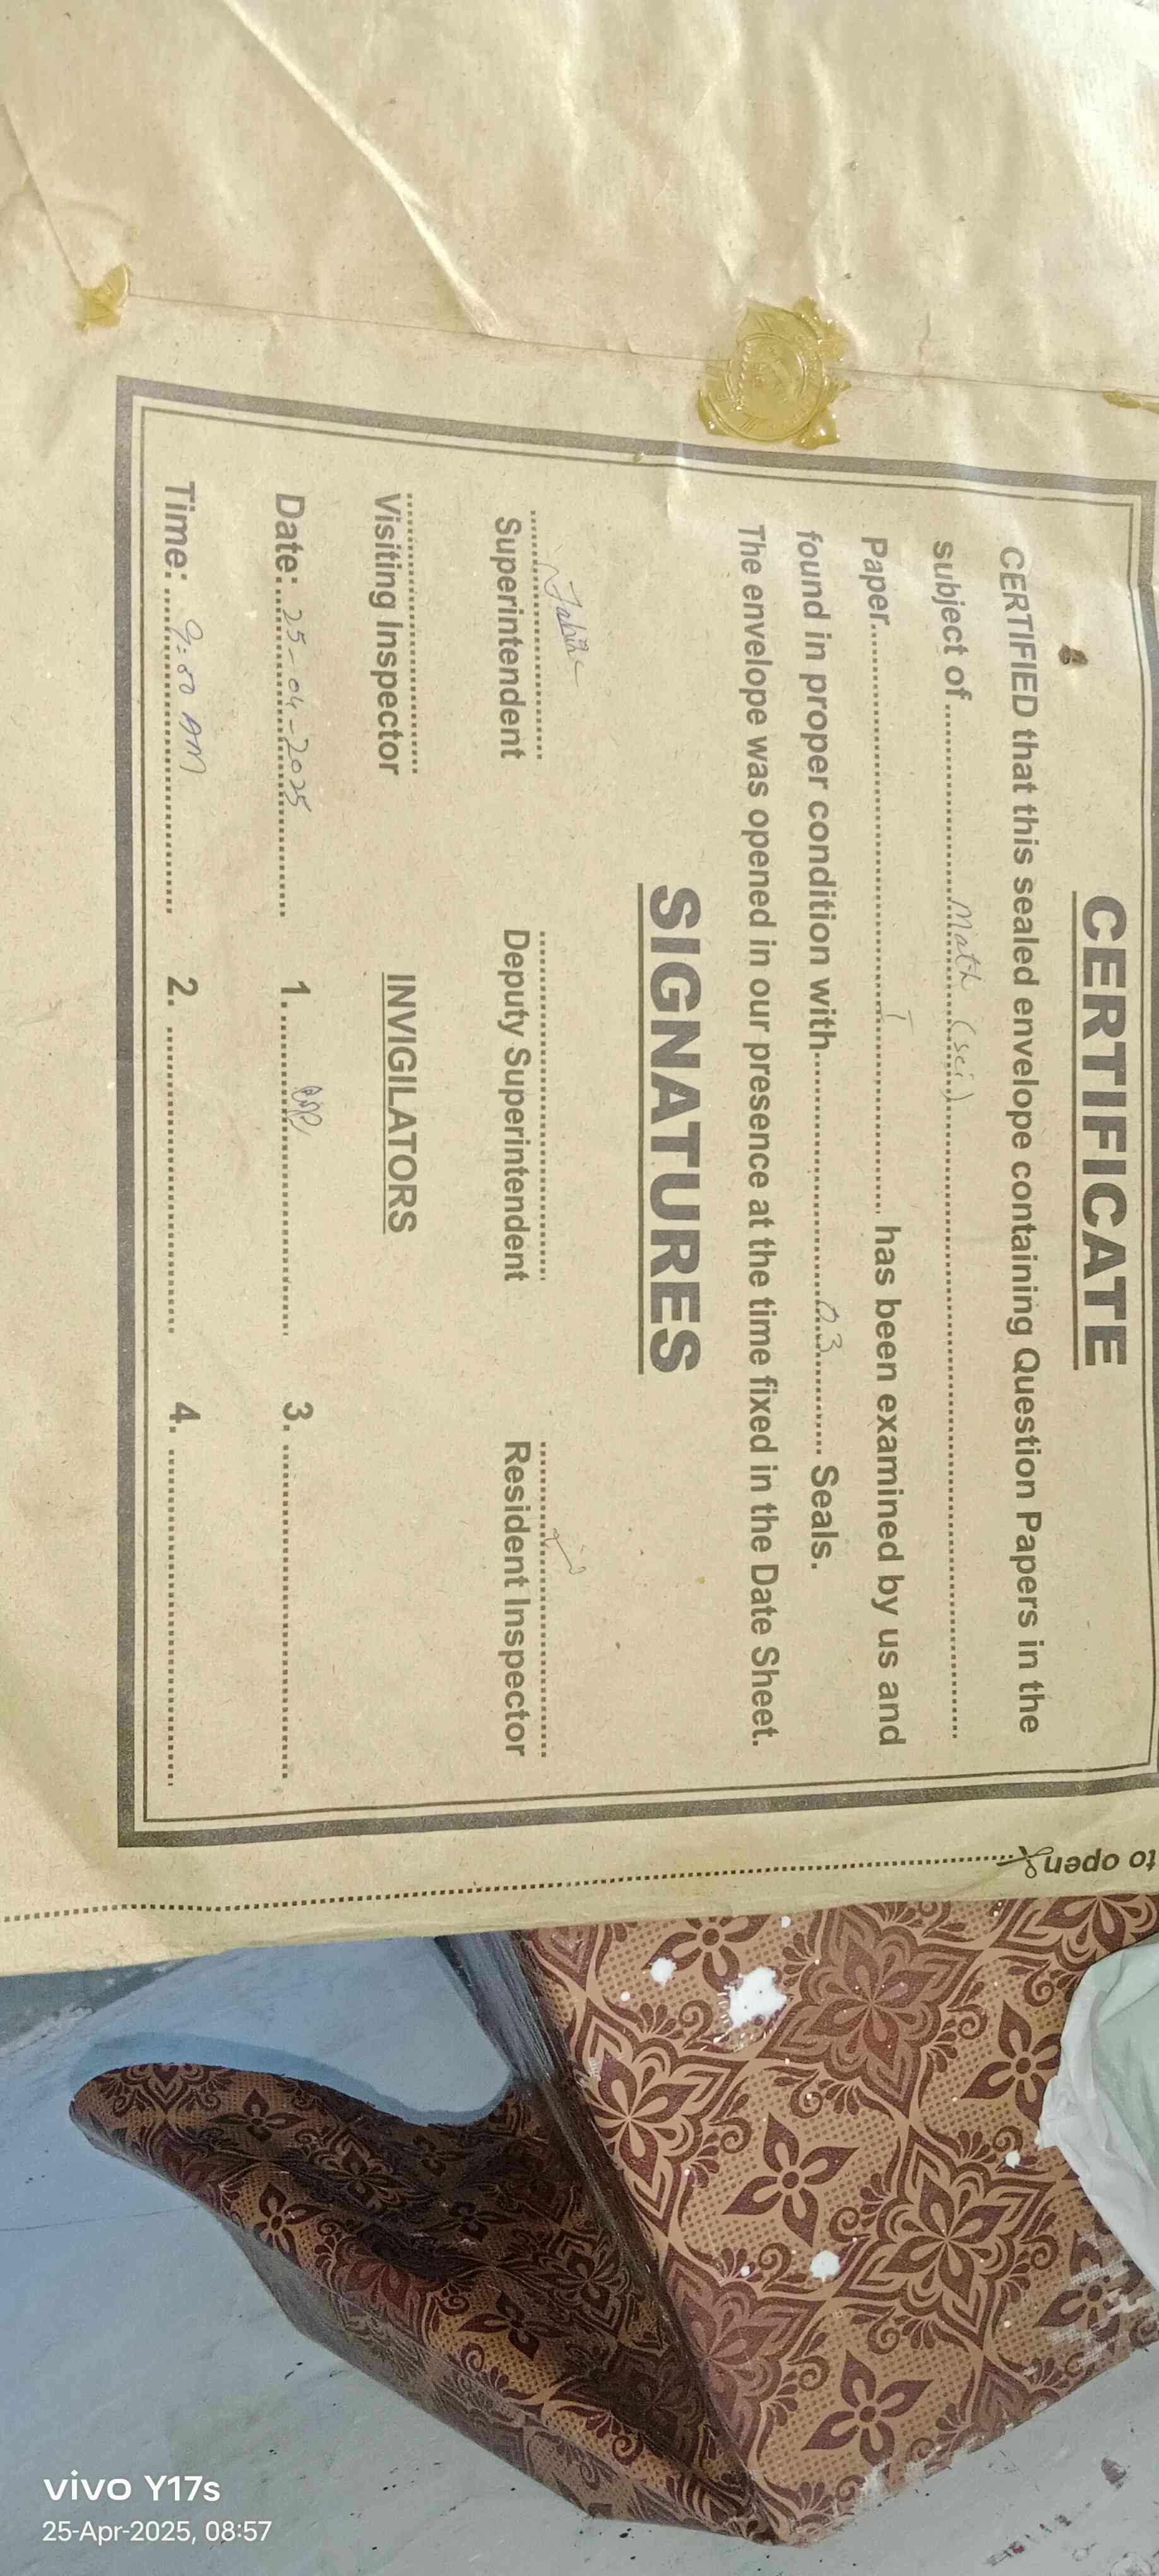 CERTIFICATE
CERTIFIED that this sealed envelope containing Question Papers in the
subject of ........ Math (sci) ........
Paper ........ I ........ has been examined by us and
found in proper condition with ........ 03 ........ Seals.
The envelope was opened in our presence at the time fixed in the Date Sheet.
SIGNATURES
Superintendent Deputy Superintendent Resident Inspector
Visiting Inspector INVIGILATORS
Date: 25-04-2025 1. ........ 3. ........
Time: 9:00 AM 2. ........ 4. ........
to open
vivo Y17s
25-Apr-2025, 08:57